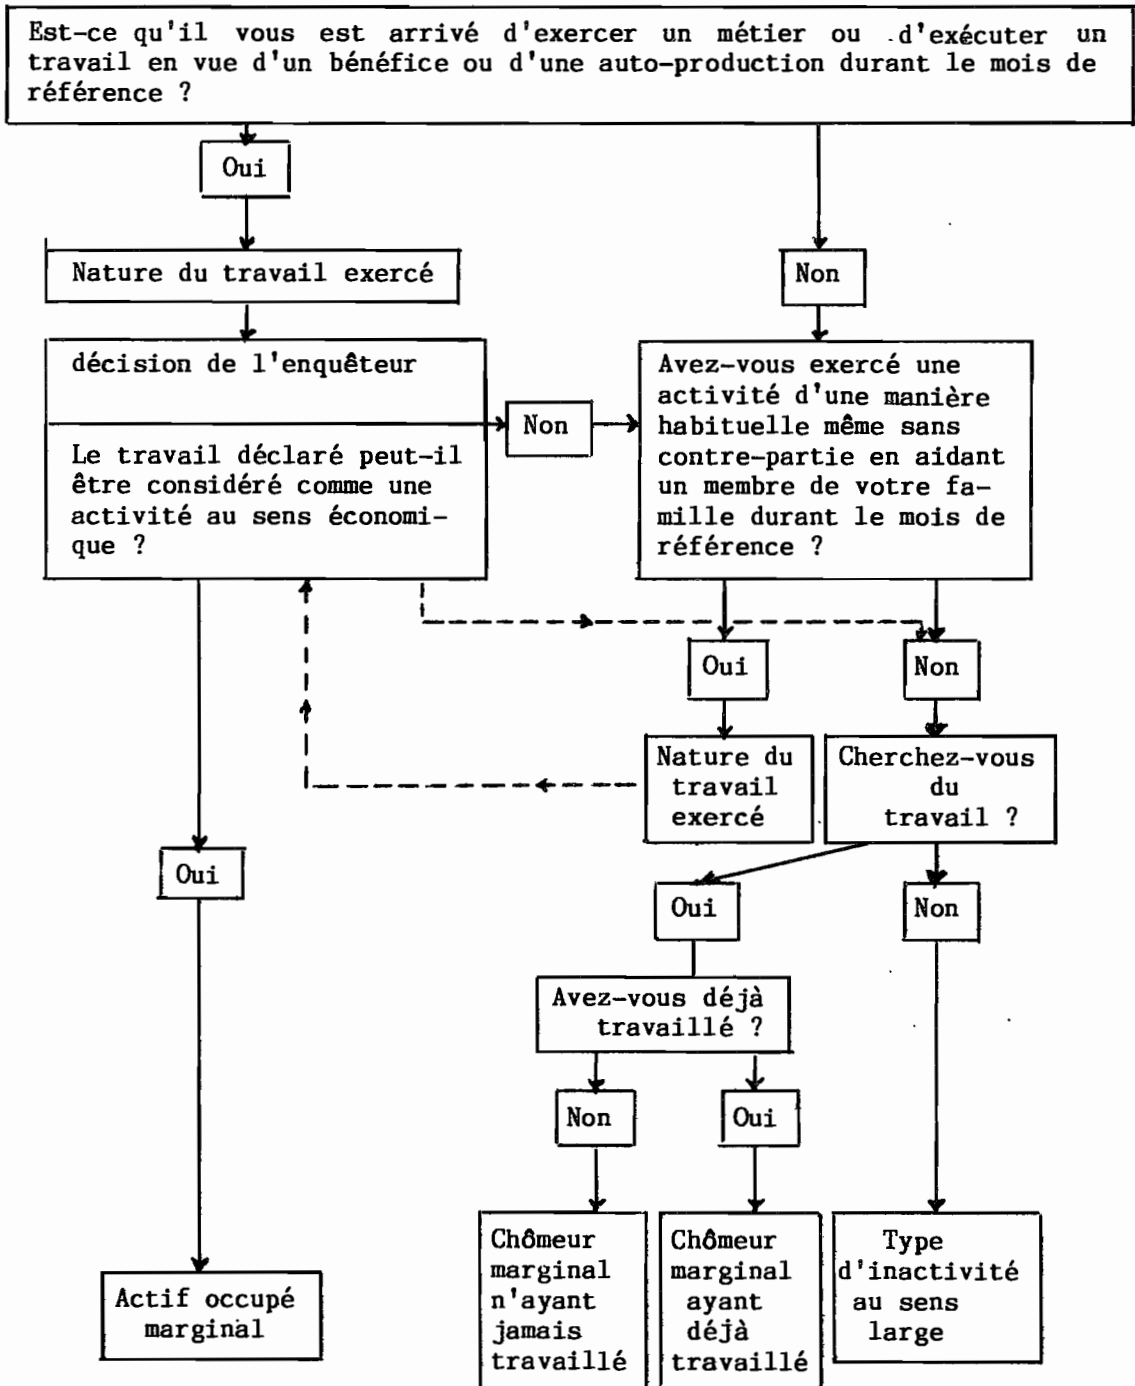 Est-ce qu'il vous est arrivé d'exercer un métier ou d'exécuter un
travail en vue d'un bénéfice ou d'une auto-production durant le mois de
référence ?
Oui
Nature du travail exercé
Non
décision de l'enquêteur
Le travail déclaré peut-il
être considéré comme une
activité au sens économi-
que ?
Non
Avez-vous exercé une
activité d'une manière
habituelle même sans
contre-partie en aidant
un membre de votre fa-
mille durant le mois de
référence ?
Oui
Non
Nature du
travail
exercé
Cherchez-vous
du
travail ?
Oui
Oui
Non
Avez-vous déjà
travaillé ?
Non
Oui
Actif occupé
marginal
Chômeur
marginal
n'ayant
jamais
travaillé
Chômeur
marginal
ayant
déjà
travaillé
Type
d'inactivité
au sens
large